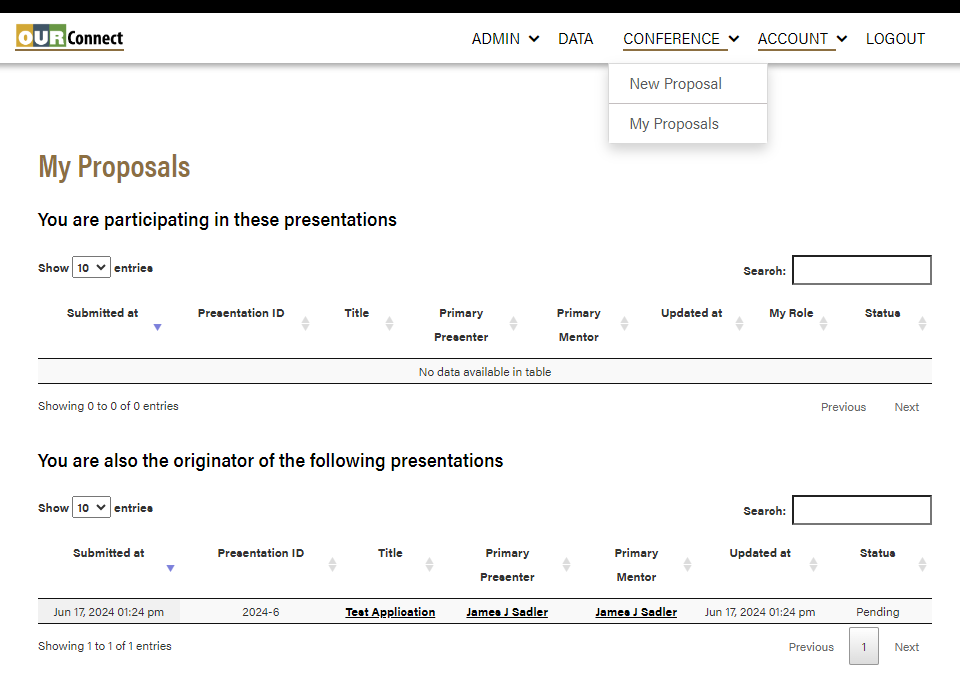 OUR Connect
ADMIN DATA CONFERENCE ACCOUNT LOGOUT
New Proposal
My Proposals
My Proposals
You are participating in these presentations
Show 10 entries Search:
Submitted at Presentation ID Title Primary Presenter Primary Mentor Updated at My Role Status
No data available in table
Showing 0 to 0 of 0 entries Previous Next
You are also the originator of the following presentations
Show 10 entries Search:
Submitted at Presentation ID Title Primary Presenter Primary Mentor Updated at Status
Jun 17, 2024 01:24 pm 2024-6 Test Application James J Sadler James J Sadler Jun 17, 2024 01:24 pm Pending
Showing 1 to 1 of 1 entries Previous 1 Next